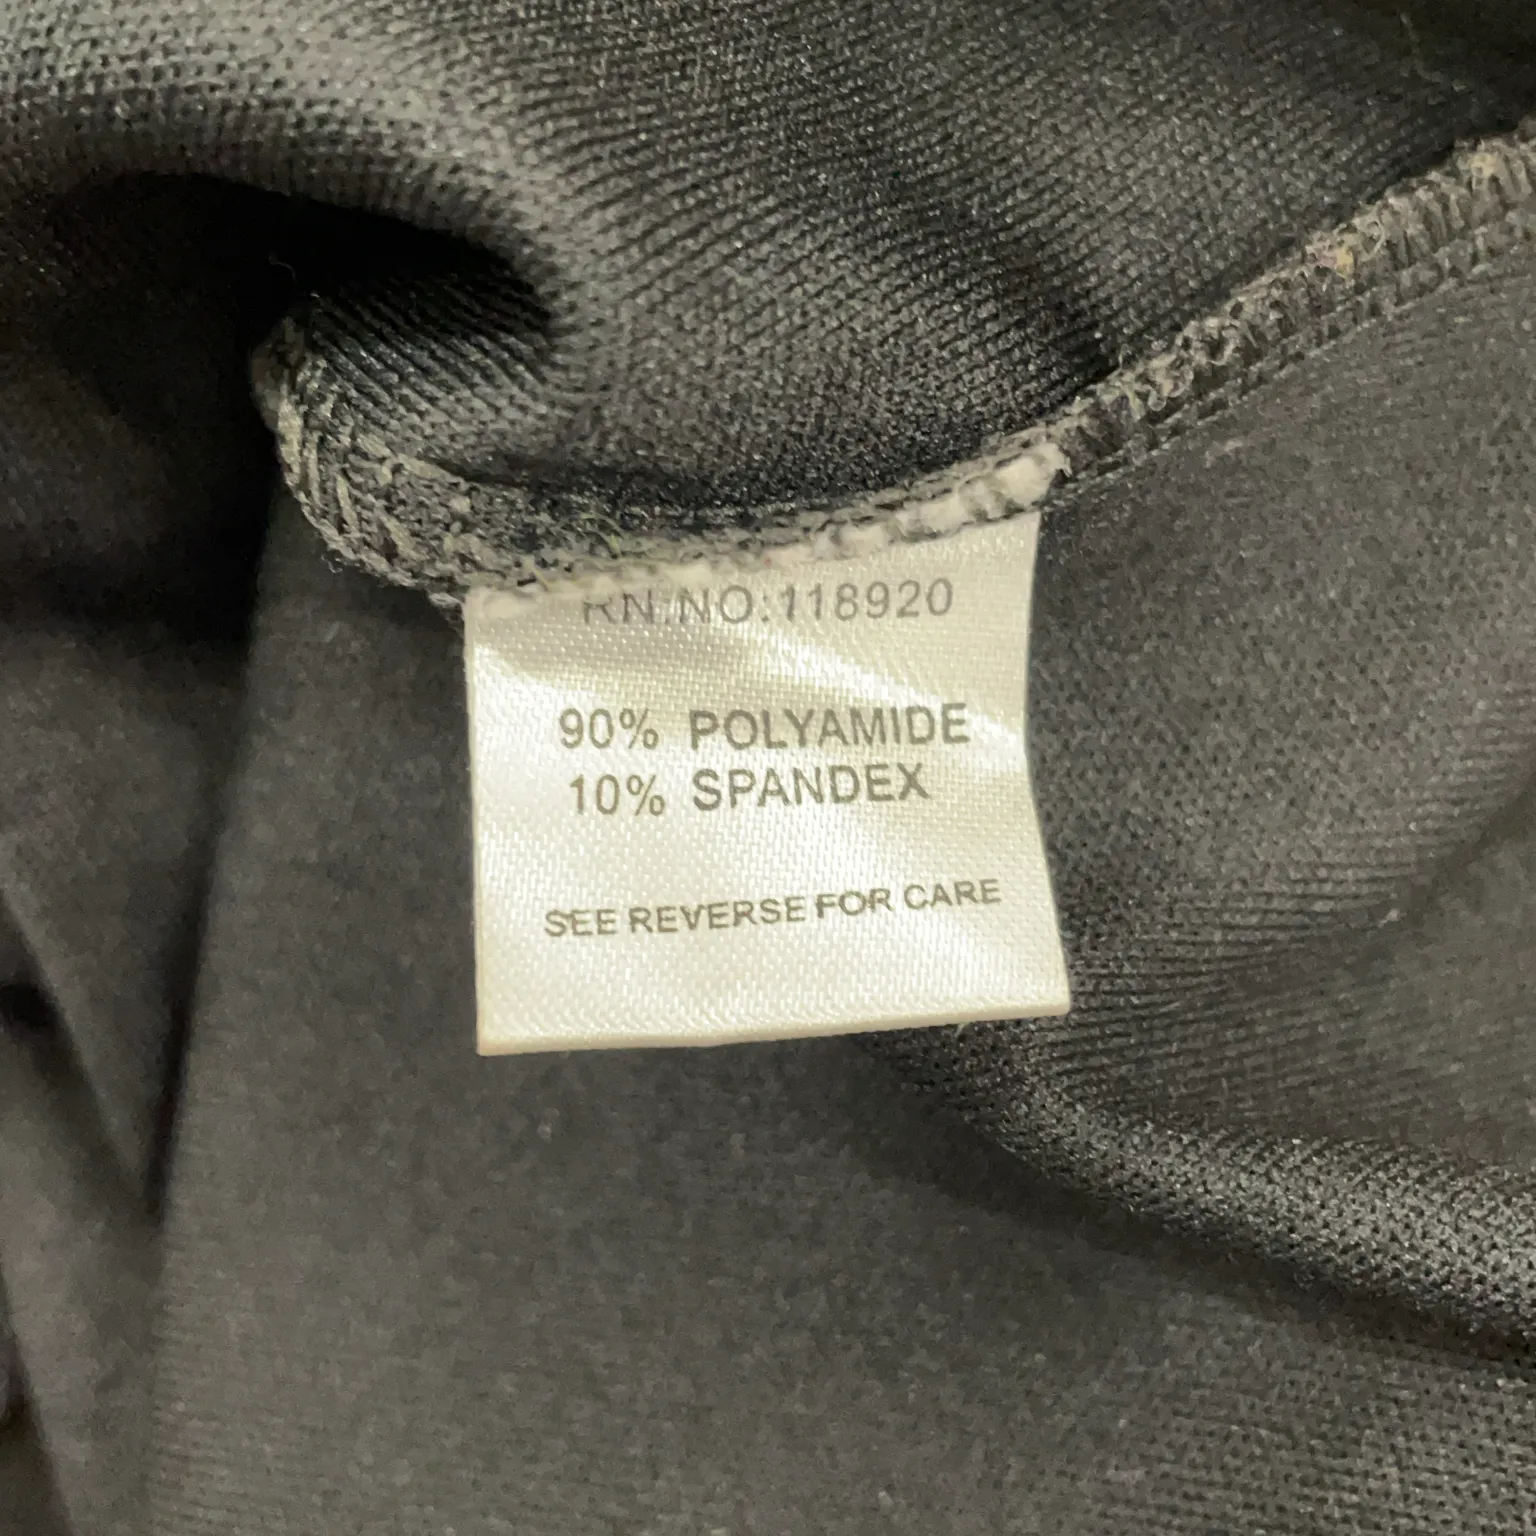 RN.NO:118920
90% POLYAMIDE
10% SPANDEX
SEE REVERSE FOR CARE